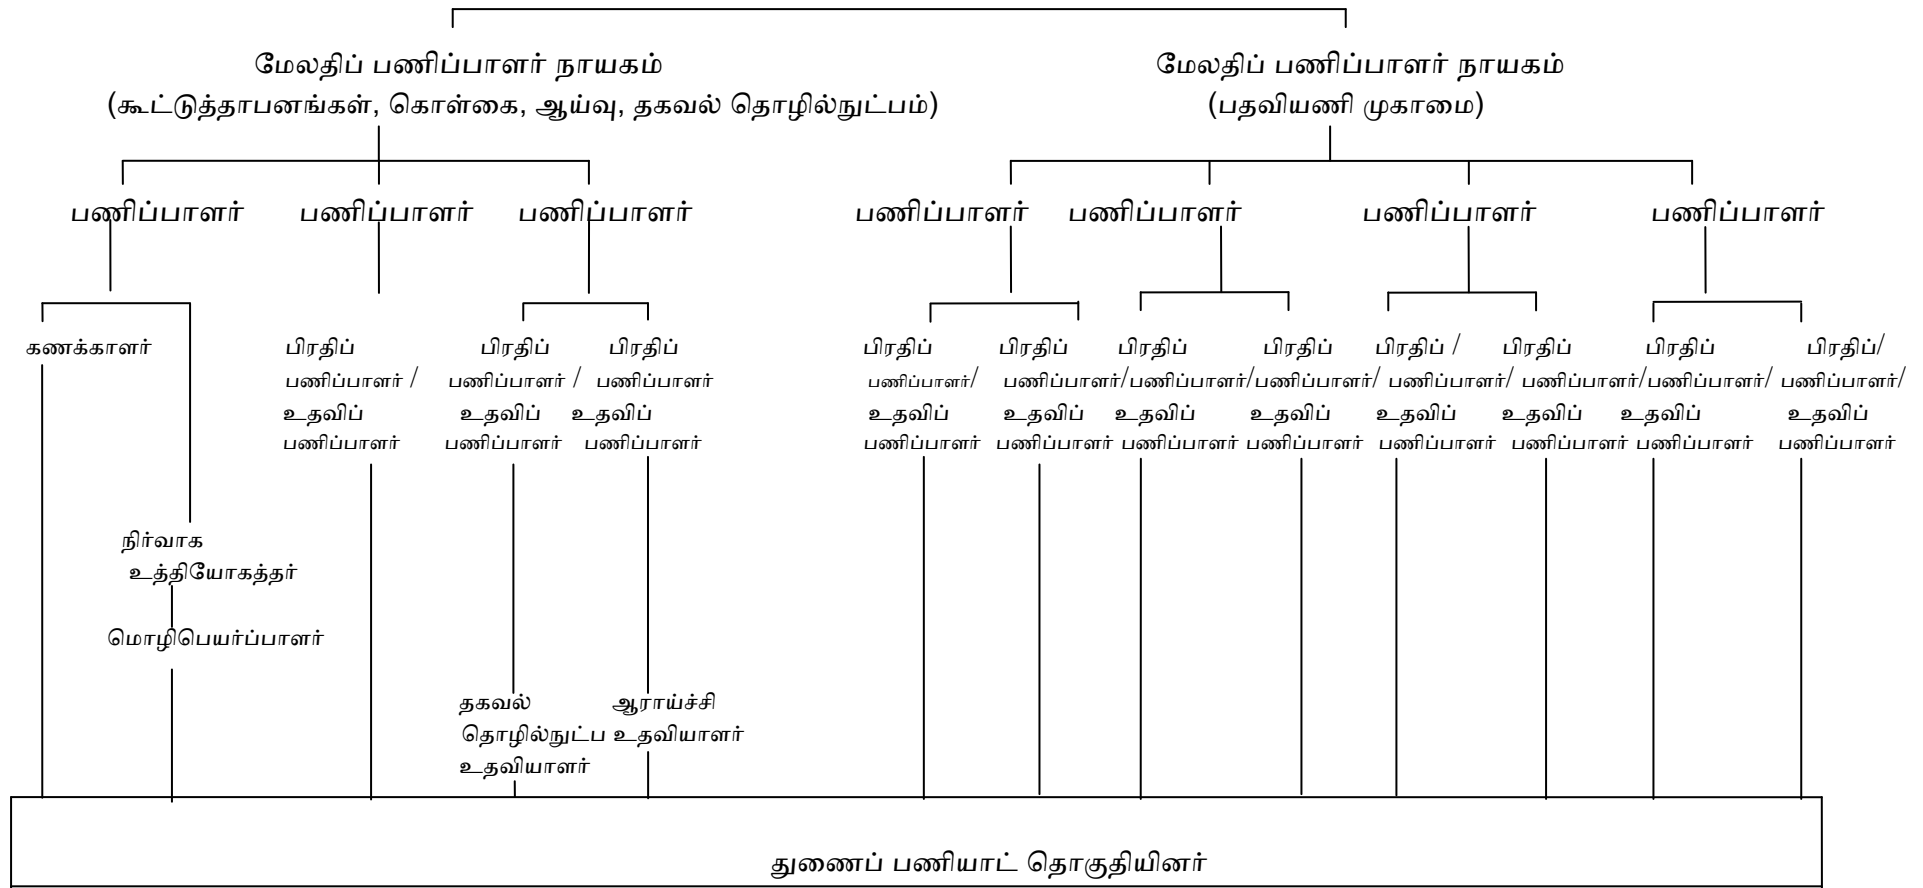 மேலதிப் பணிப்பாளர் நாயகம் மேலதிப் பணிப்பாளர் நாயகம்
(கூட்டுத்தாபனங்கள், கொள்கை, ஆய்வு, தகவல் தொழில்நுட்பம்) (பதவியணி முகாமை)
பணிப்பாளர் பணிப்பாளர் பணிப்பாளர் பணிப்பாளர் பணிப்பாளர் பணிப்பாளர் பணிப்பாளர்
கணக்காளர் பிரதிப் பிரதிப் பிரதிப் பிரதிப் பிரதிப் பிரதிப் பிரதிப் பிரதிப் / பிரதிப் பிரதிப் பிரதிப்/
பணிப்பாளர் / பணிப்பாளர் / பணிப்பாளர் பணிப்பாளர்/ பணிப்பாளர்/ பணிப்பாளர்/ பணிப்பாளர்/ பணிப்பாளர்/ பணிப்பாளர்/ பணிப்பாளர்/ பணிப்பாளர்/
உதவிப் உதவிப் உதவிப் உதவிப் உதவிப் உதவிப் உதவிப் உதவிப் உதவிப் உதவிப் உதவிப்
பணிப்பாளர் பணிப்பாளர் பணிப்பாளர் பணிப்பாளர் பணிப்பாளர் பணிப்பாளர் பணிப்பாளர் பணிப்பாளர் பணிப்பாளர் பணிப்பாளர் பணிப்பாளர்
நிர்வாக
உத்தியோகத்தர்
மொழிபெயர்ப்பாளர்
தகவல் ஆராய்ச்சி
தொழில்நுட்ப உதவியாளர்
உதவியாளர்
துணைப் பணியாட் தொகுதியினர்